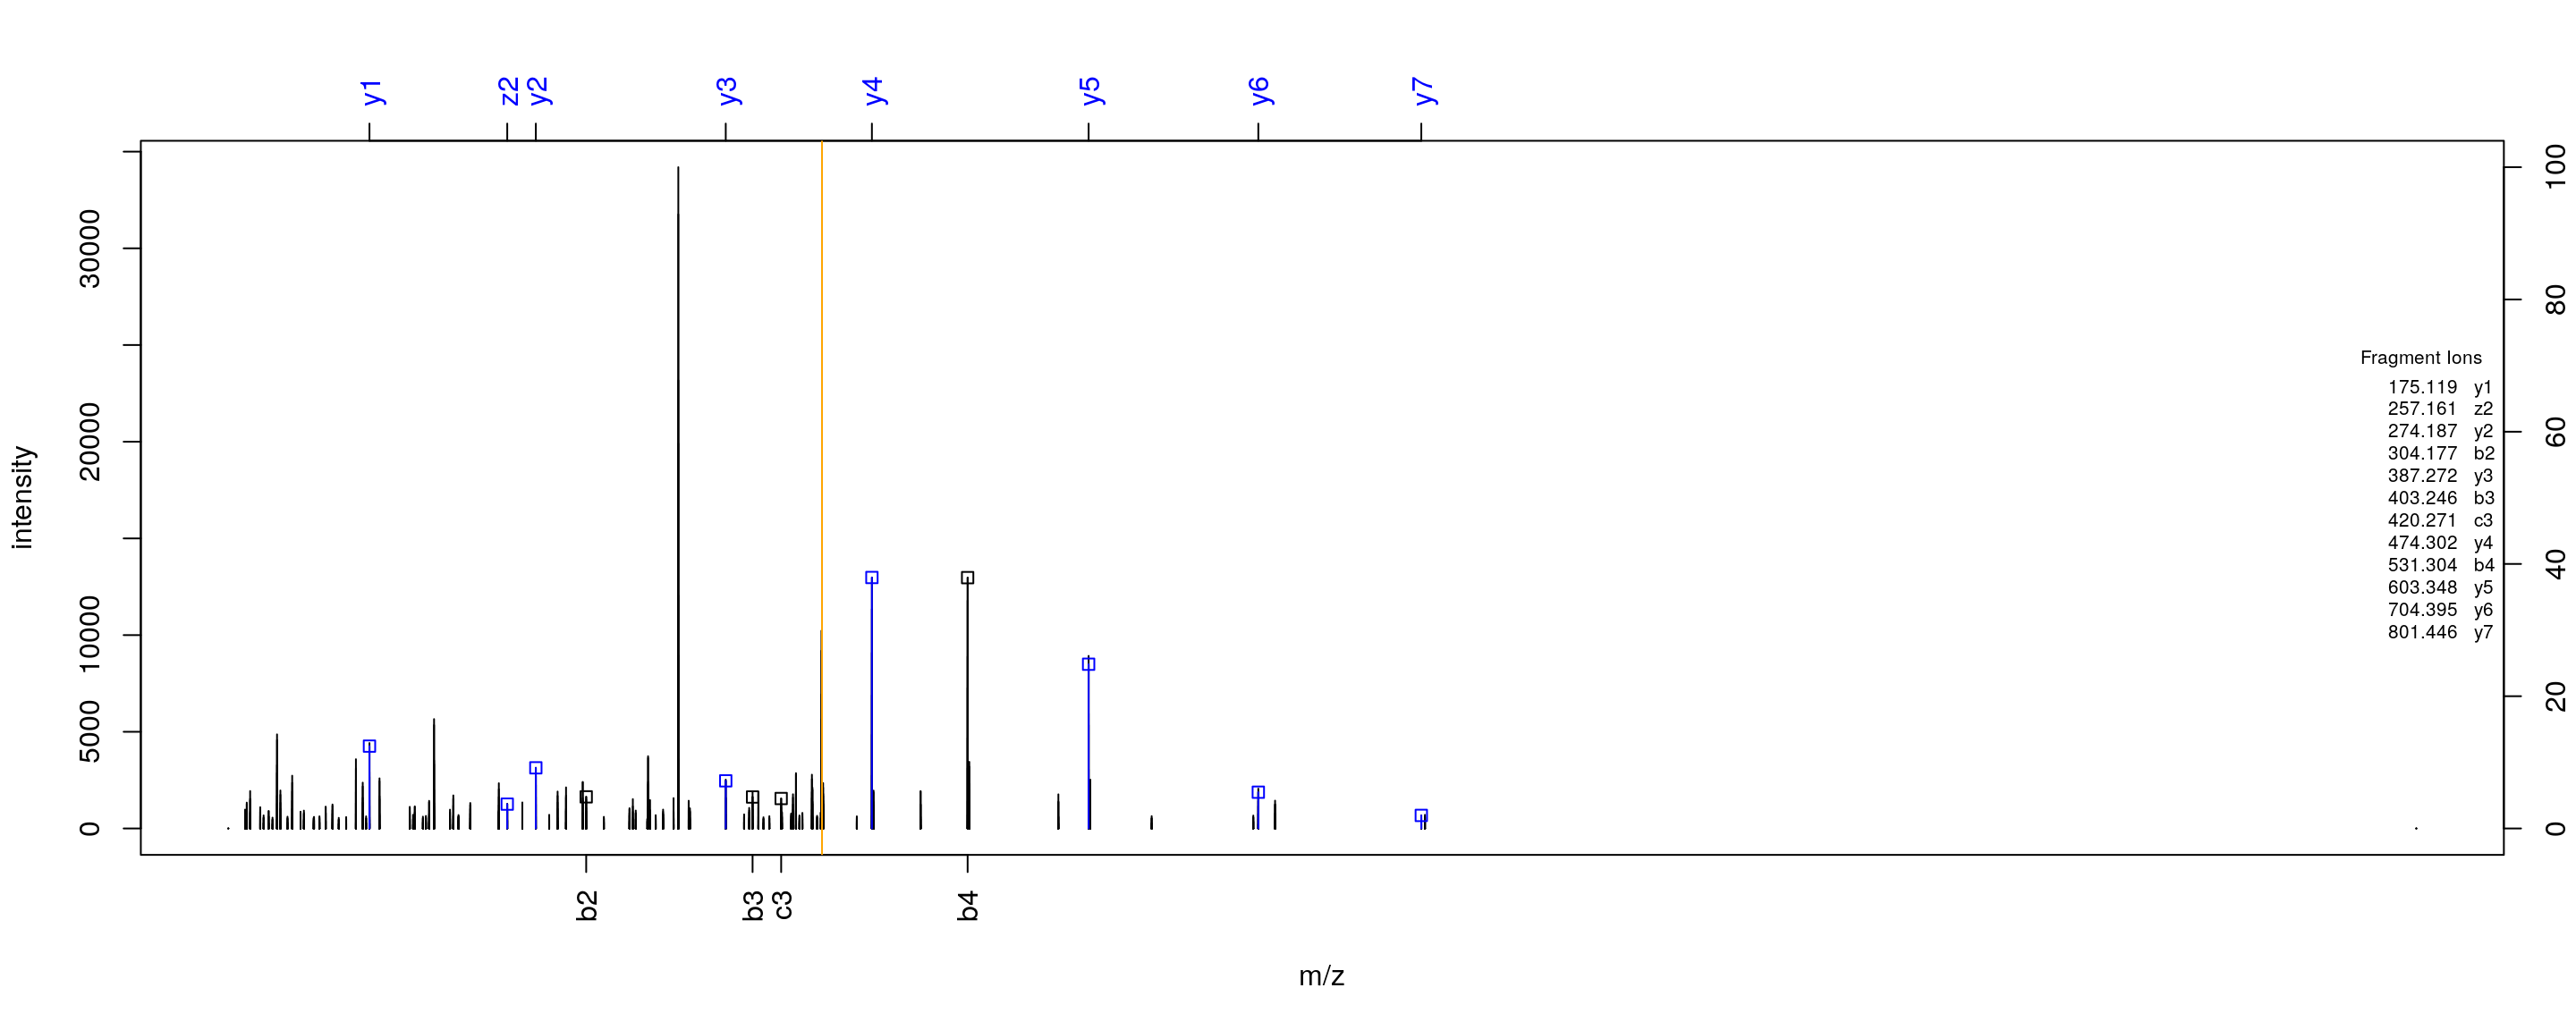 y1 z2 y2 y3 y4 y5 y6 y7
intensity
0 5000 10000 20000 30000
0 20 40 60 80 100
Fragment Ions
175.119 y1
257.161 z2
274.187 y2
304.177 b2
387.272 y3
403.246 b3
420.271 c3
474.302 y4
531.304 b4
603.348 y5
704.395 y6
801.446 y7
b2 b3 c3 b4
m/z